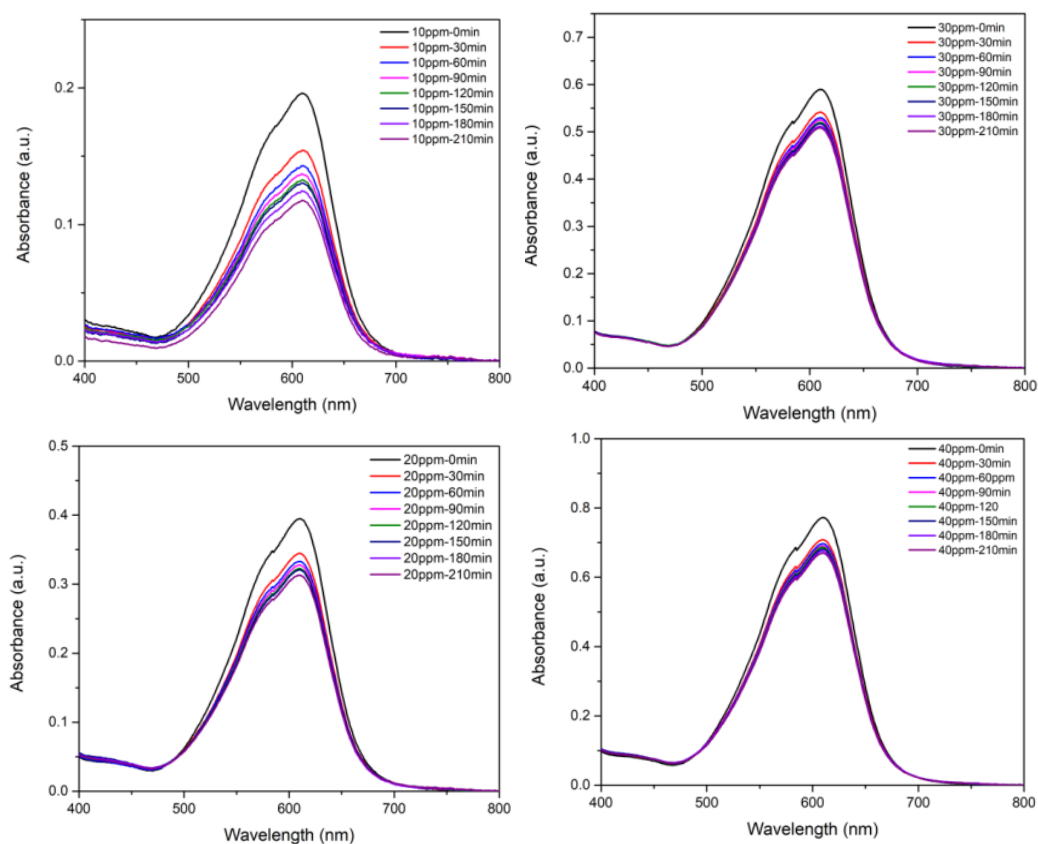 10ppm-0min
10ppm-30min
10ppm-60min
10ppm-90min
10ppm-120min
10ppm-150min
10ppm-180min
10ppm-210min
0.2
0.1
0.0
400 500 600 700 800
Absorbance (a.u.)
Wavelength (nm)
30ppm-0min
30ppm-30min
30ppm-60min
30ppm-90min
30ppm-120min
30ppm-150min
30ppm-180min
30ppm-210min
0.7
0.6
0.5
0.4
0.3
0.2
0.1
0.0
400 500 600 700 800
Absorbance (a.u.)
Wavelength (nm)
20ppm-0min
20ppm-30min
20ppm-60min
20ppm-90min
20ppm-120min
20ppm-150min
20ppm-180min
20ppm-210min
0.5
0.4
0.3
0.2
0.1
0.0
400 500 600 700 800
Absorbance (a.u.)
Wavelength (nm)
40ppm-0min
40ppm-30min
40ppm-60ppm
40ppm-90min
40ppm-120
40ppm-150min
40ppm-180min
40ppm-210min
1.0
0.8
0.6
0.4
0.2
0.0
400 500 600 700 800
Absorbance (a.u.)
Wavelength (nm)